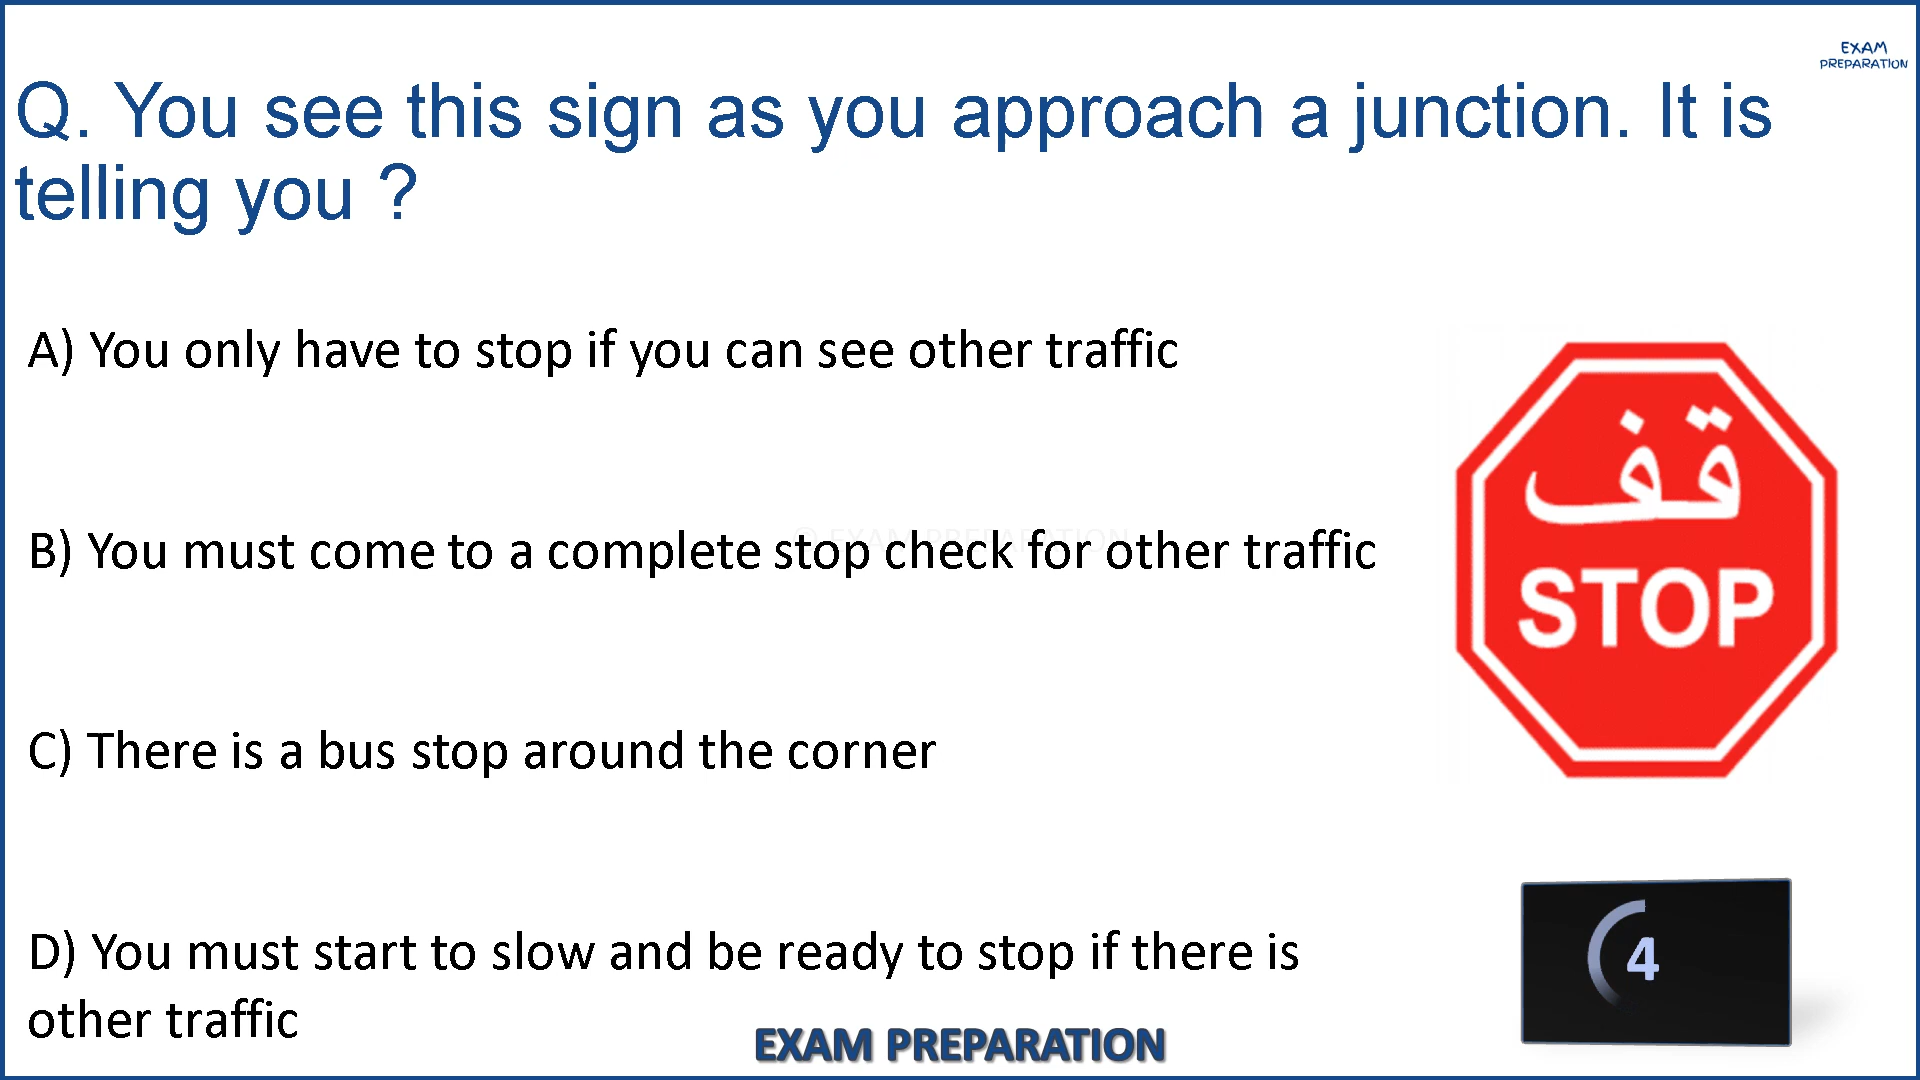 EXAM
PREPARATION
Q. You see this sign as you approach a junction. It is
telling you ?
A) You only have to stop if you can see other traffic
B) You must come to a complete stop check for other traffic
© EXAM PREPARATION
C) There is a bus stop around the corner
D) You must start to slow and be ready to stop if there is
other traffic
قف
STOP
4
EXAM PREPARATION